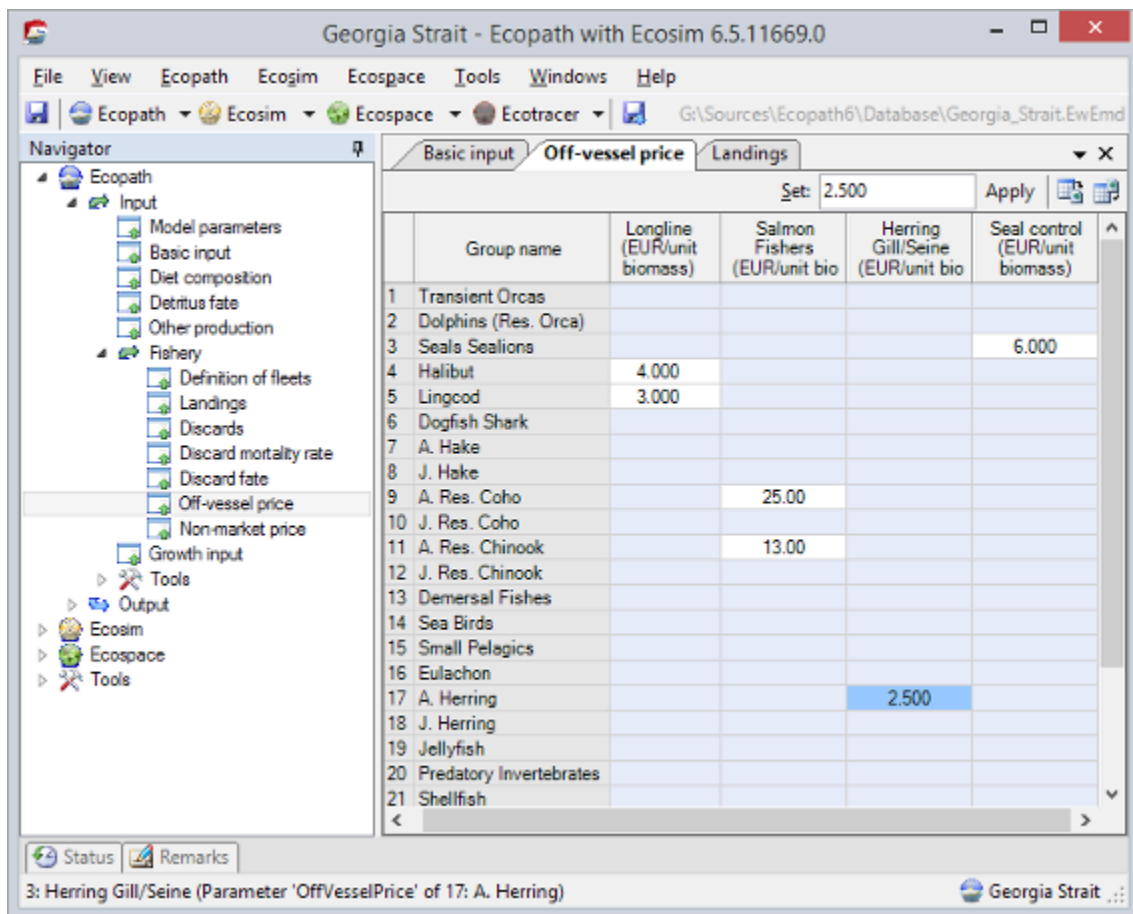 Georgia Strait - Ecopath with Ecosim 6.5.11669.0
File View Ecopath Ecosim Ecospace Tools Windows Help
Ecopath Ecosim Ecospace Ecotracer G:\Sources\Ecopath6\Database\Georgia_Strait.EwEmd
Navigator
Ecopath
Input
Model parameters
Basic input
Diet composition
Detritus fate
Other production
Fishery
Definition of fleets
Landings
Discards
Discard mortality rate
Discard fate
Off-vessel price
Non-market price
Growth input
Tools
Output
Ecosim
Ecospace
Tools
Basic input Off-vessel price Landings
Set: 2.500 Apply
Group name
Longline
(EUR/unit
biomass)
Salmon
Fishers
(EUR/unit bio
Herring
Gill/Seine
(EUR/unit bio
Seal control
(EUR/unit
biomass)
1 Transient Orcas
2 Dolphins (Res. Orca)
3 Seals Sealions 6.000
4 Halibut 4.000
5 Lingcod 3.000
6 Dogfish Shark
7 A. Hake
8 J. Hake
9 A. Res. Coho 25.00
10 J. Res. Coho
11 A. Res. Chinook 13.00
12 J. Res. Chinook
13 Demersal Fishes
14 Sea Birds
15 Small Pelagics
16 Eulachon
17 A. Herring 2.500
18 J. Herring
19 Jellyfish
20 Predatory Invertebrates
21 Shellfish
Status Remarks
3: Herring Gill/Seine (Parameter 'OffVesselPrice' of 17: A. Herring) Georgia Strait